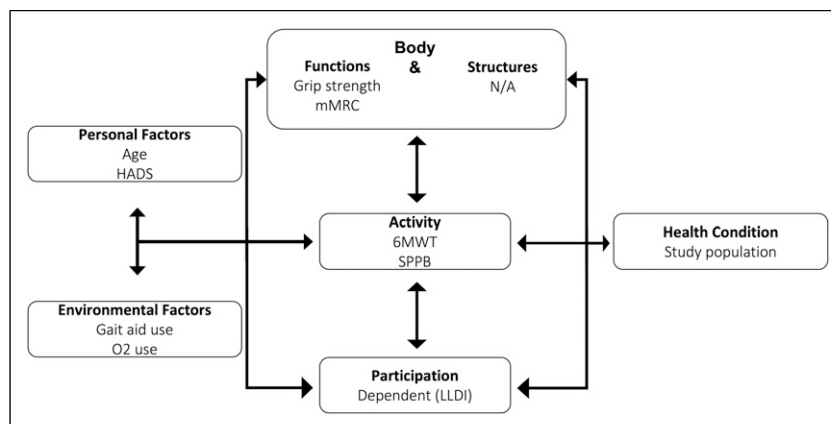 Body
Functions & Structures
Grip strength N/A
mMRC
Personal Factors
Age
HADS
Activity
6MWT
SPPB
Health Condition
Study population
Environmental Factors
Gait aid use
O2 use
Participation
Dependent (LLDI)